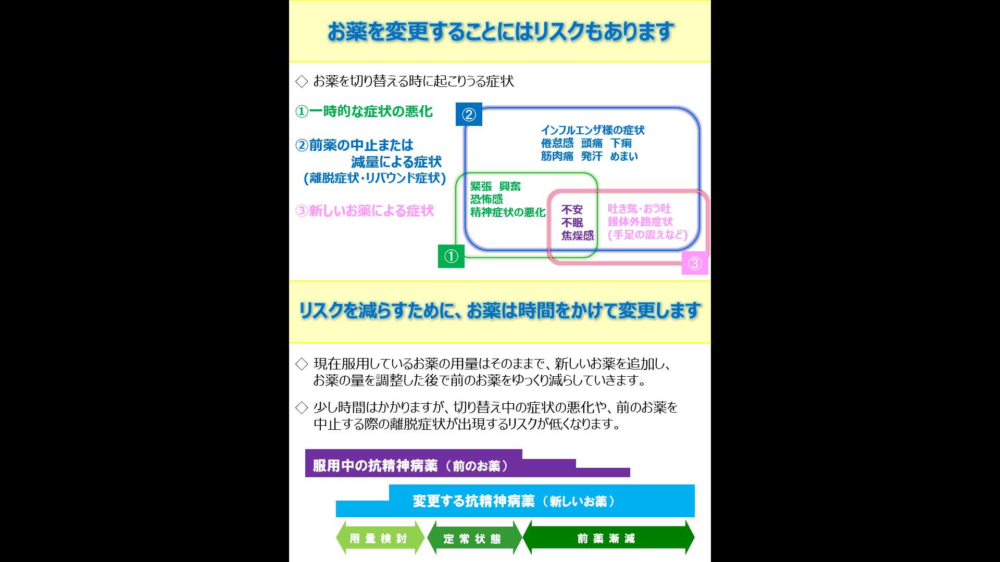 お薬を変更することにはリスクもあります
◇ お薬を切り替える時に起こりうる症状
①一時的な症状の悪化
②前薬の中止または
減量による症状
(離脱症状・リバウンド症状)
③新しいお薬による症状
②
インフルエンザ様の症状
倦怠感 頭痛 下痢
筋肉痛 発汗 めまい
緊張 興奮
恐怖感
精神症状の悪化
不安
不眠
焦燥感
吐き気・おう吐
錐体外路症状
(手足の震えなど)
①
③
リスクを減らすために、お薬は時間をかけて変更します
◇ 現在服用しているお薬の用量はそのままで、新しいお薬を追加し、
お薬の量を調整した後で前のお薬をゆっくり減らしていきます。
◇ 少し時間はかかりますが、切り替え中の症状の悪化や、前のお薬を
中止する際の離脱症状が出現するリスクが低くなります。
服用中の抗精神病薬（前のお薬）
変更する抗精神病薬（新しいお薬）
用量検討
定常状態
前薬漸減